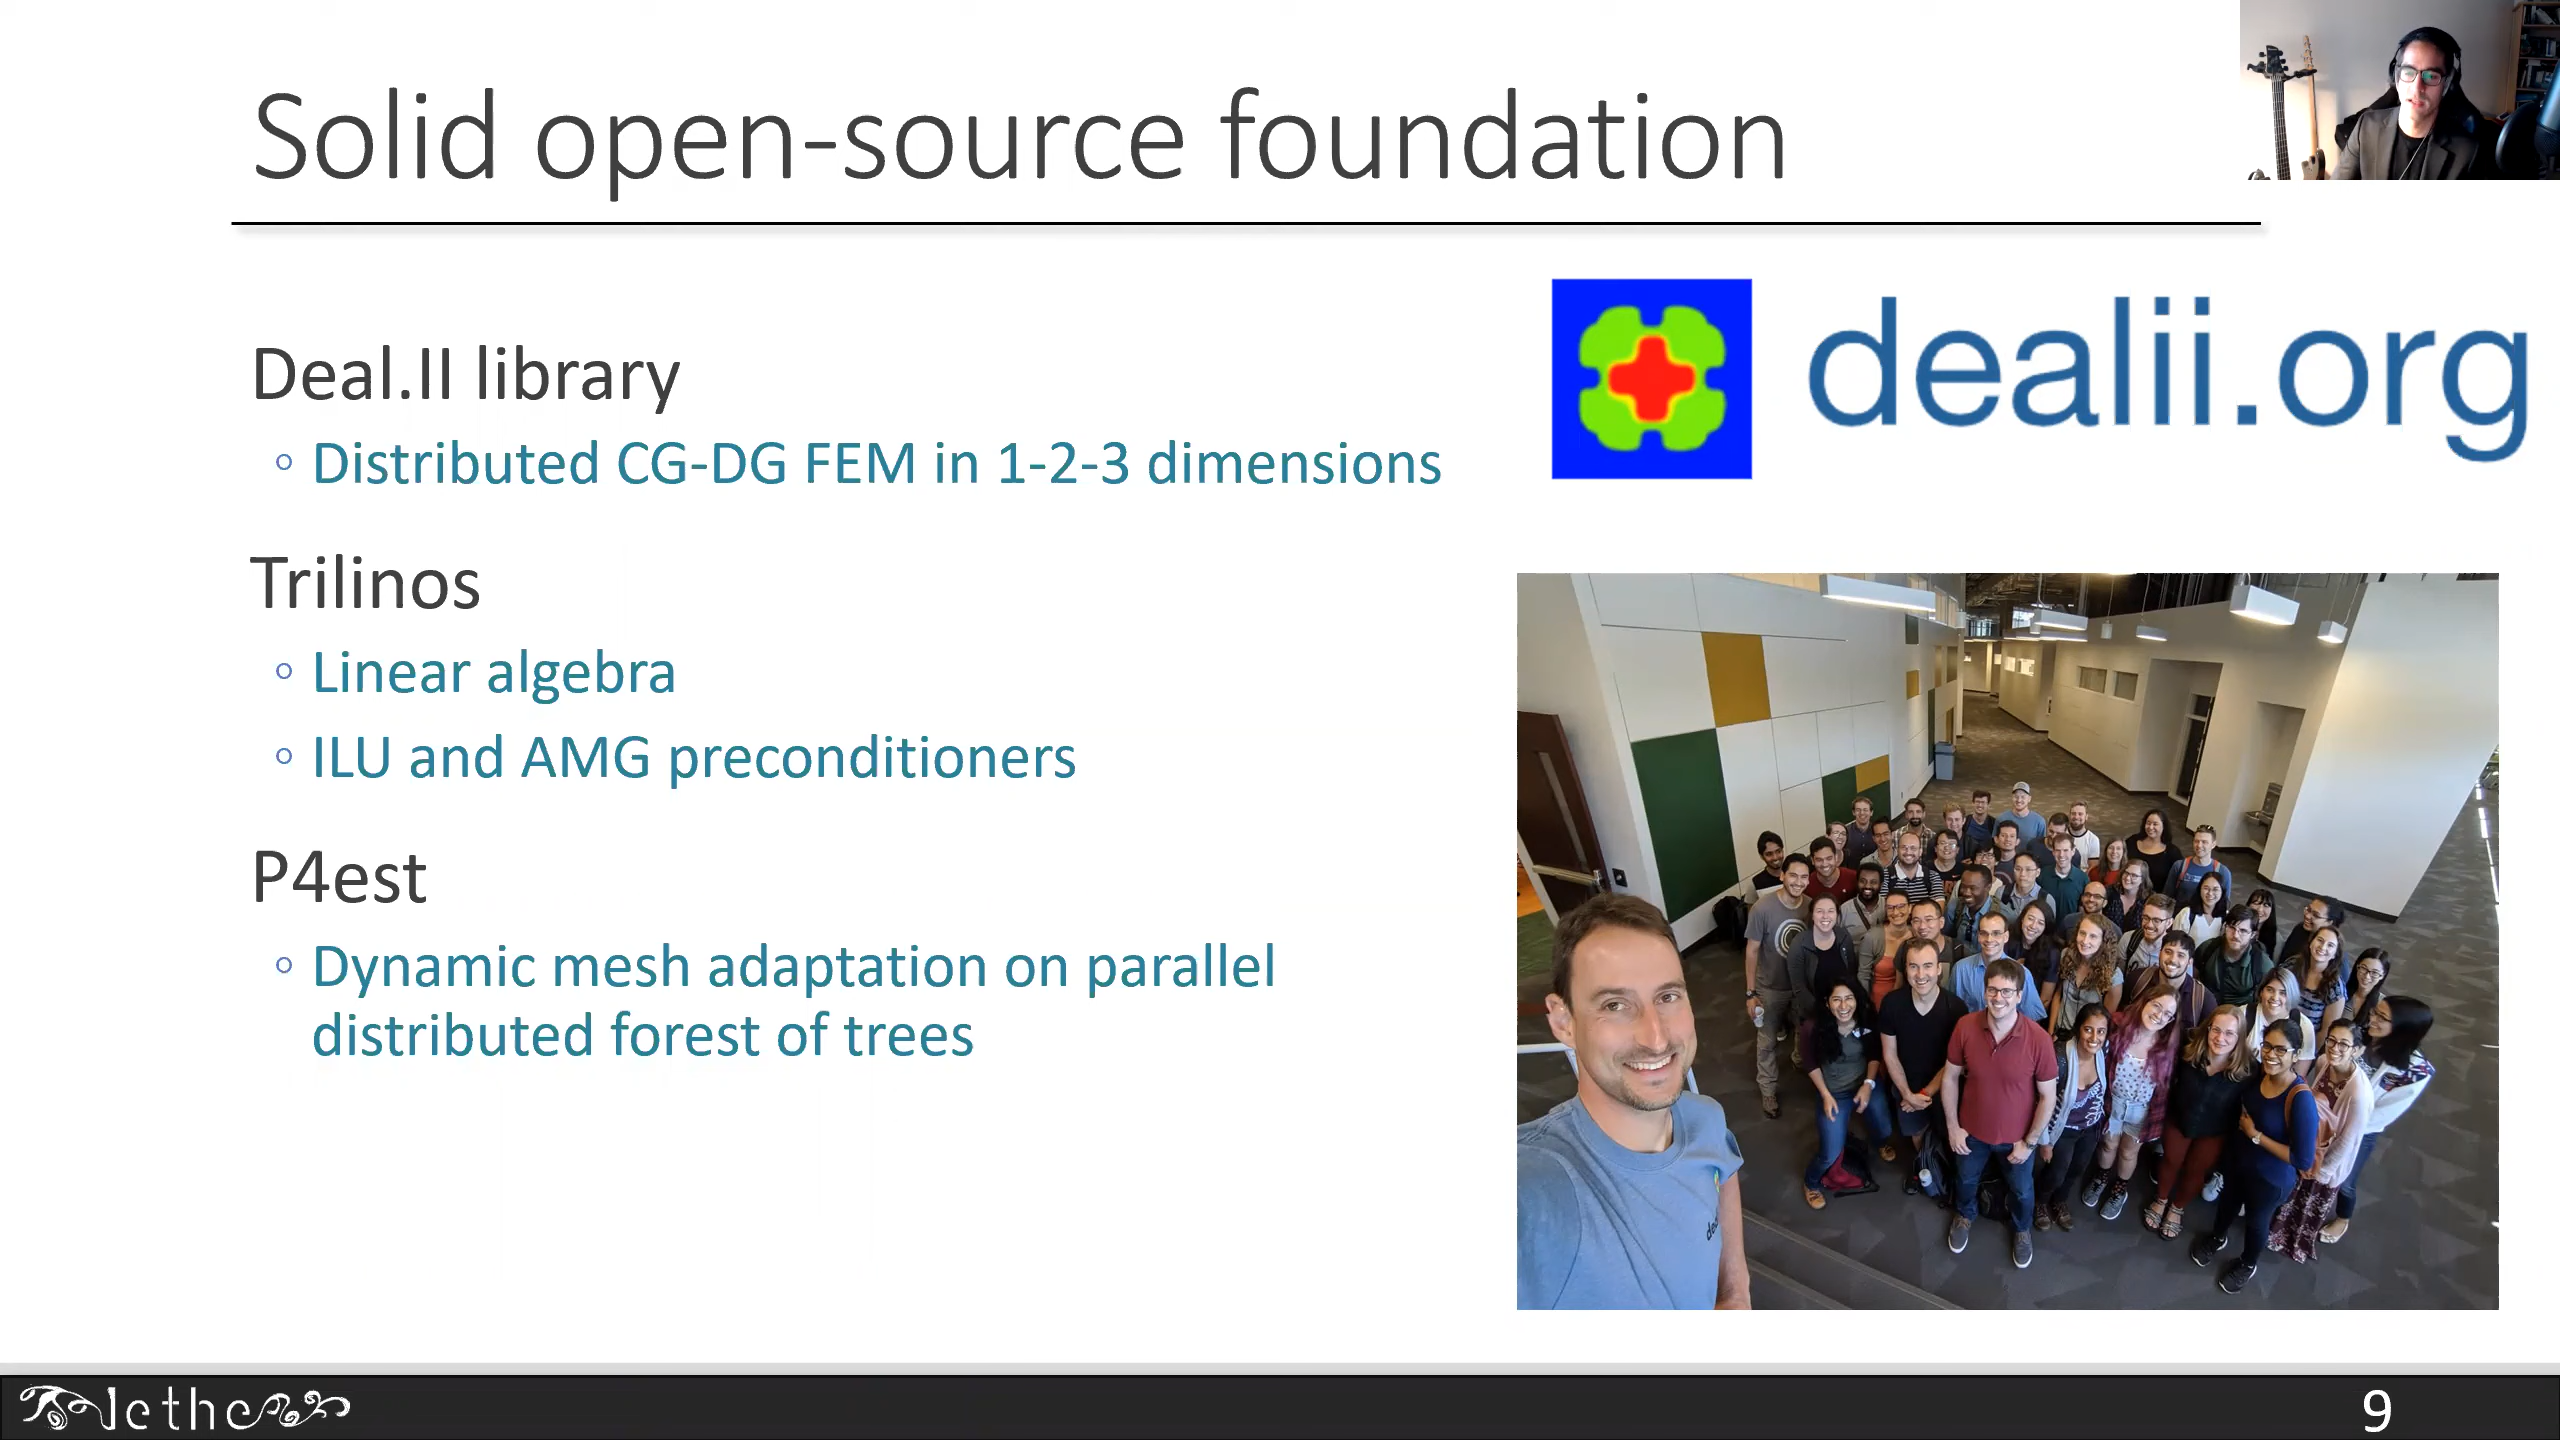 Solid open-source foundation
dealii.org
Deal.II library
◦ Distributed CG-DG FEM in 1-2-3 dimensions
Trilinos
◦ Linear algebra
◦ ILU and AMG preconditioners
P4est
◦ Dynamic mesh adaptation on parallel
distributed forest of trees
lethe
9